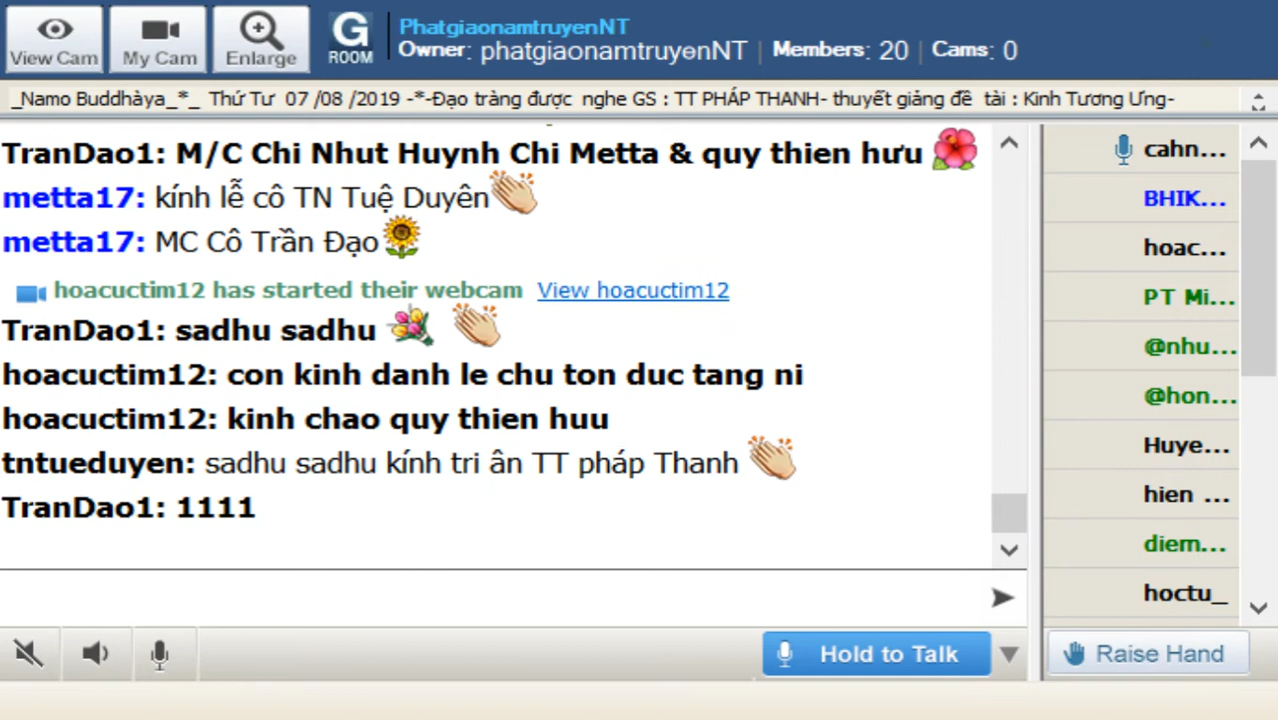 View Cam
My Cam
Enlarge
G
ROOM
PhatgiaonamtruyenNT
Owner: phatgiaonamtruyenNT | Members: 20 | Cams: 0
_Namo Buddhàya_*_ Thứ Tư 07 /08 /2019 -*-Đạo tràng được nghe GS : TT PHÁP THANH- thuyết giảng đề tài : Kinh Tương Ưng-
TranDao1: M/C Chi Nhut Huynh Chi Metta & quy thien hưu
metta17: kính lễ cô TN Tuệ Duyên
metta17: MC Cô Trần Đạo
hoacuctim12 has started their webcam View hoacuctim12
TranDao1: sadhu sadhu
hoacuctim12: con kinh danh le chu ton duc tang ni
hoacuctim12: kinh chao quy thien huu
tntueduyen: sadhu sadhu kính tri ân TT pháp Thanh
TranDao1: 1111
cahn...
BHIK...
hoac...
PT Mi...
@nhu...
@hon...
Huye...
hien ...
diem...
hoctu_
Hold to Talk
Raise Hand